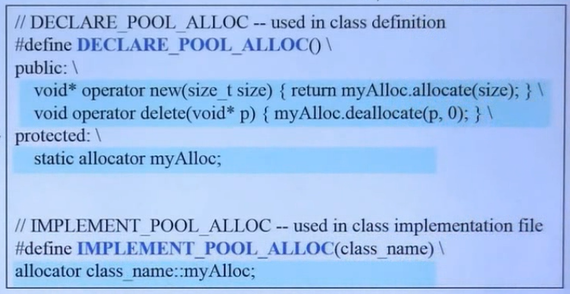 // DECLARE_POOL_ALLOC -- used in class definition
#define DECLARE_POOL_ALLOC() \
public: \
void* operator new(size_t size) { return myAlloc.allocate(size); } \
void operator delete(void* p) { myAlloc.deallocate(p, 0); } \
protected: \
static allocator myAlloc;
// IMPLEMENT_POOL_ALLOC -- used in class implementation file
#define IMPLEMENT_POOL_ALLOC(class_name) \
allocator class_name::myAlloc;